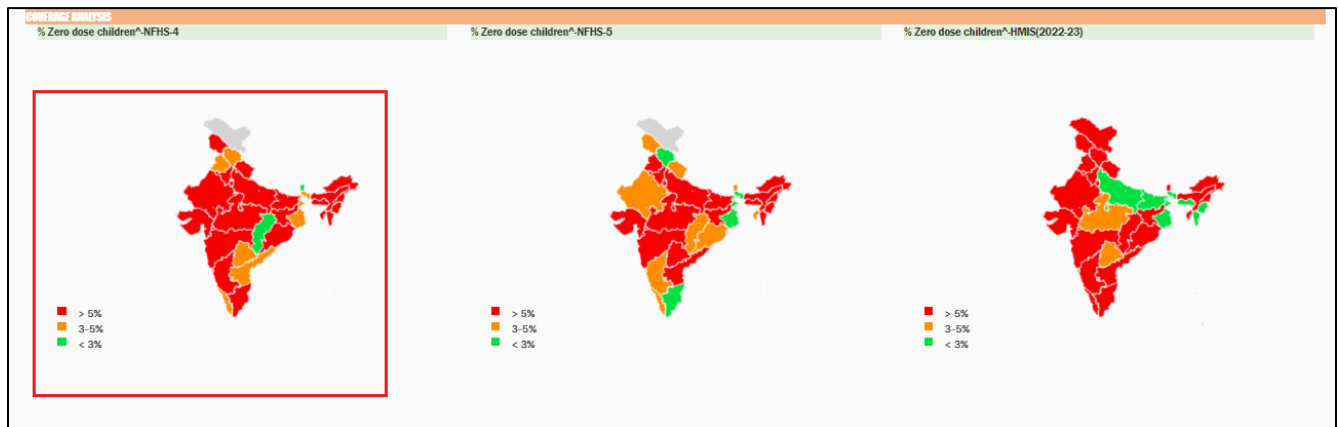 COVERAGE ANALYSIS
% Zero dose children^-NFHS-4
% Zero dose children^-NFHS-5
% Zero dose children^-HMIS(2022-23)
> 5%
3-5%
< 3%
> 5%
3-5%
< 3%
> 5%
3-5%
< 3%